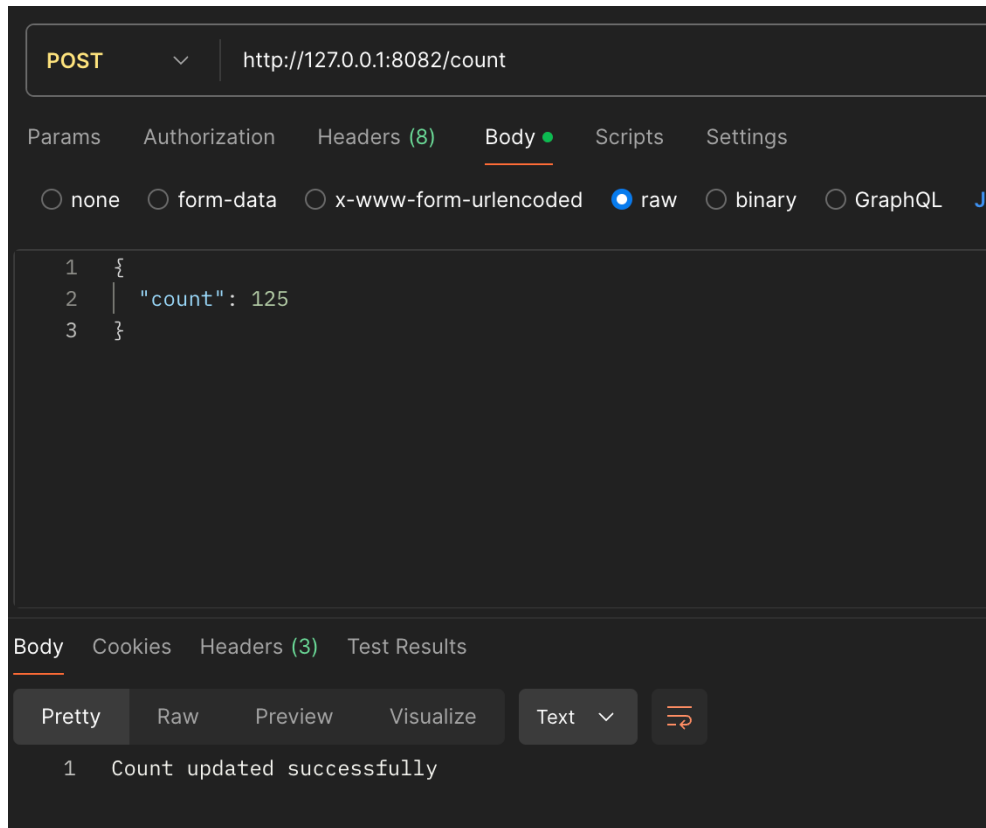 POST http://127.0.0.1:8082/count
Params Authorization Headers (8) Body Scripts Settings
none form-data x-www-form-urlencoded raw binary GraphQL J
1 {
2 "count": 125
3 }
Body Cookies Headers (3) Test Results
Pretty Raw Preview Visualize Text
1 Count updated successfully